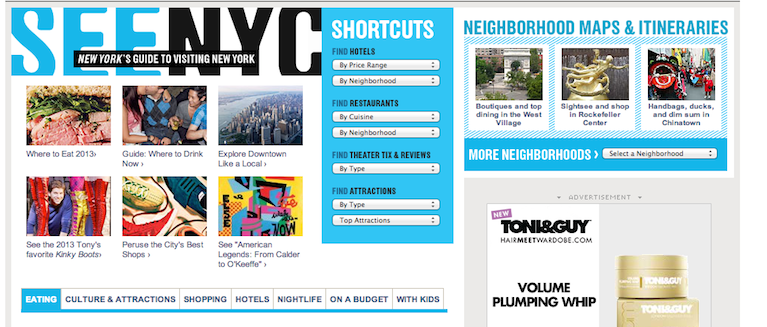 SEENYC
NEW YORK'S GUIDE TO VISITING NEW YORK
Where to Eat 2013›
Guide: Where to Drink
Now ›
Explore Downtown
Like a Local ›
See the 2013 Tony's
favorite Kinky Boots›
Peruse the City's Best
Shops ›
See "American
Legends: From Calder
to O'Keeffe" ›
SHORTCUTS
FIND HOTELS
By Price Range
By Neighborhood
FIND RESTAURANTS
By Cuisine
By Neighborhood
FIND THEATER TIX & REVIEWS
By Type
FIND ATTRACTIONS
By Type
Top Attractions
NEIGHBORHOOD MAPS & ITINERARIES
Boutiques and top
dining in the West
Village
Sightsee and shop
in Rockefeller
Center
Handbags, ducks,
and dim sum in
Chinatown
MORE NEIGHBORHOODS › Select a Neighborhood
ADVERTISEMENT
NEW
TONI&GUY
HAIRMEETWARDOBE.COM
VOLUME
PLUMPING WHIP
TONI&GUY
EATING CULTURE & ATTRACTIONS SHOPPING HOTELS NIGHTLIFE ON A BUDGET WITH KIDS